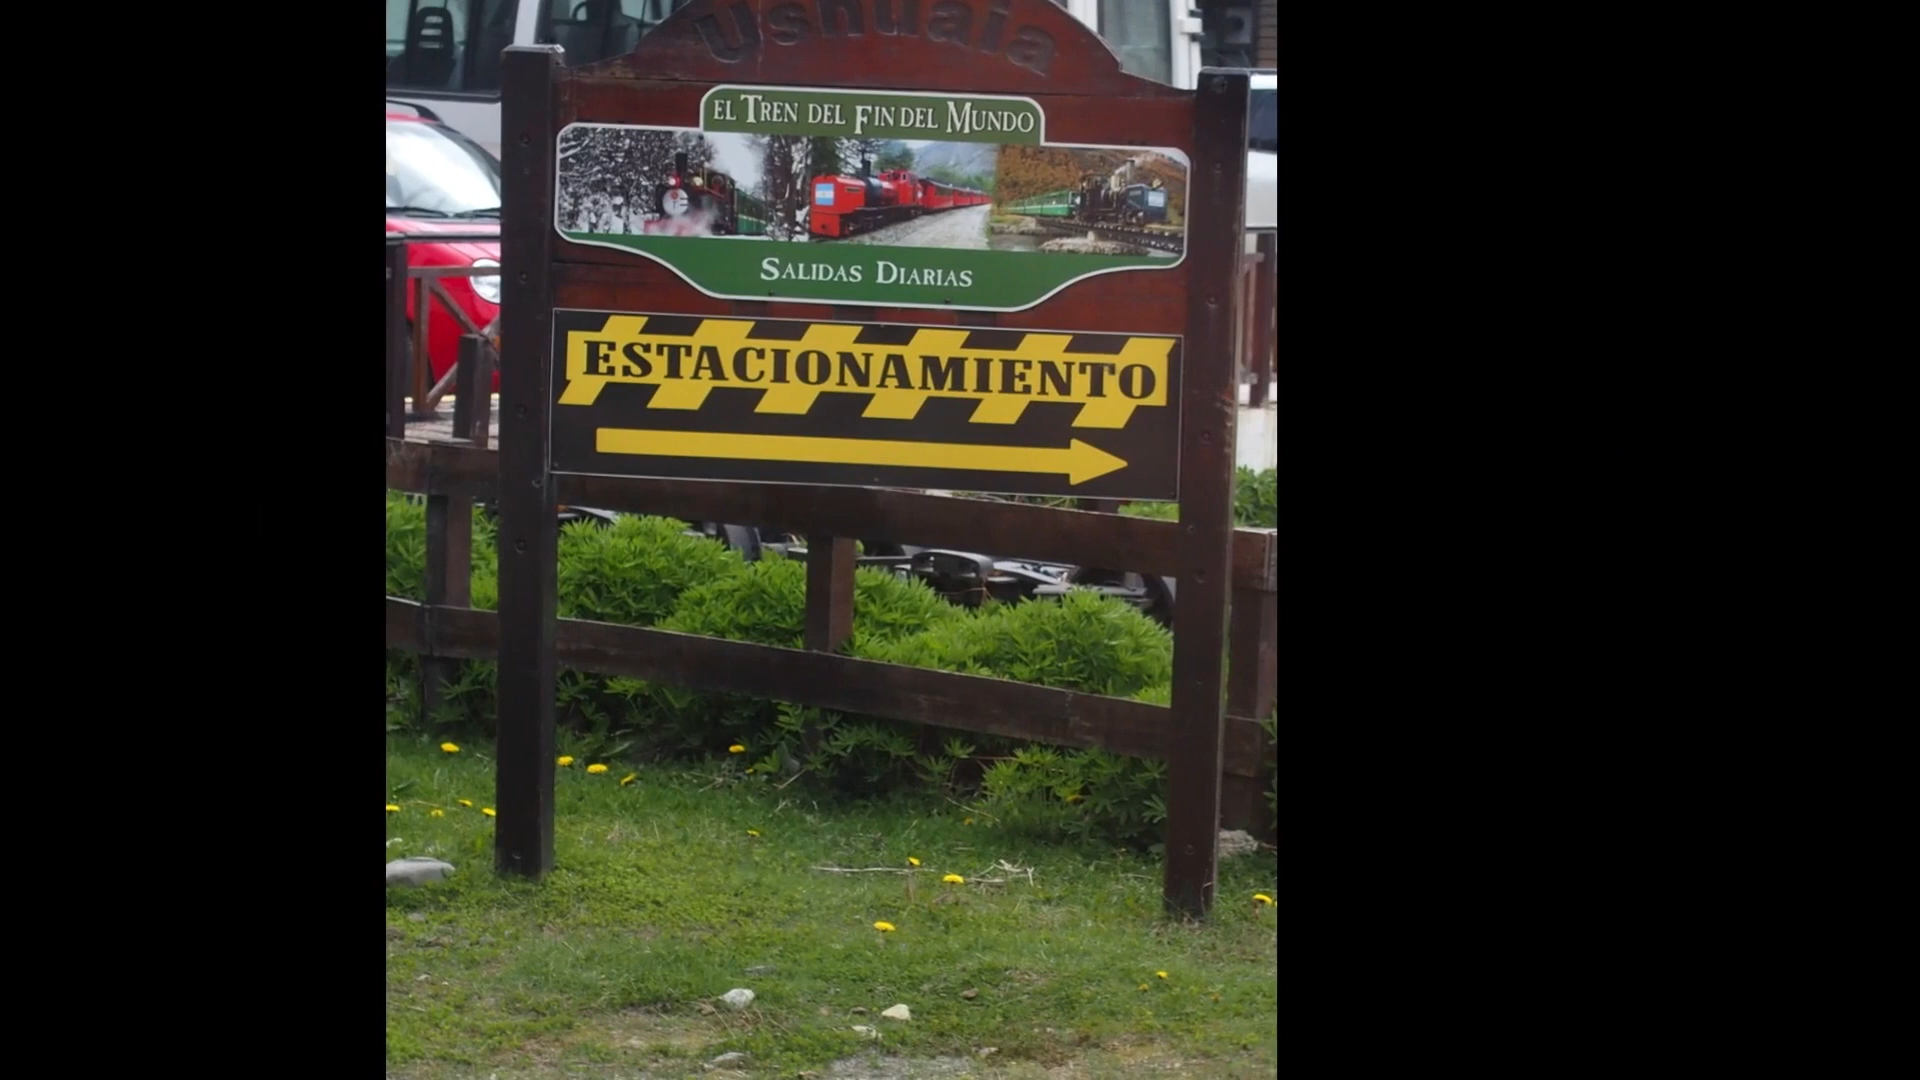 Ushuaia
EL TREN DEL FIN DEL MUNDO
SALIDAS DIARIAS
ESTACIONAMIENTO